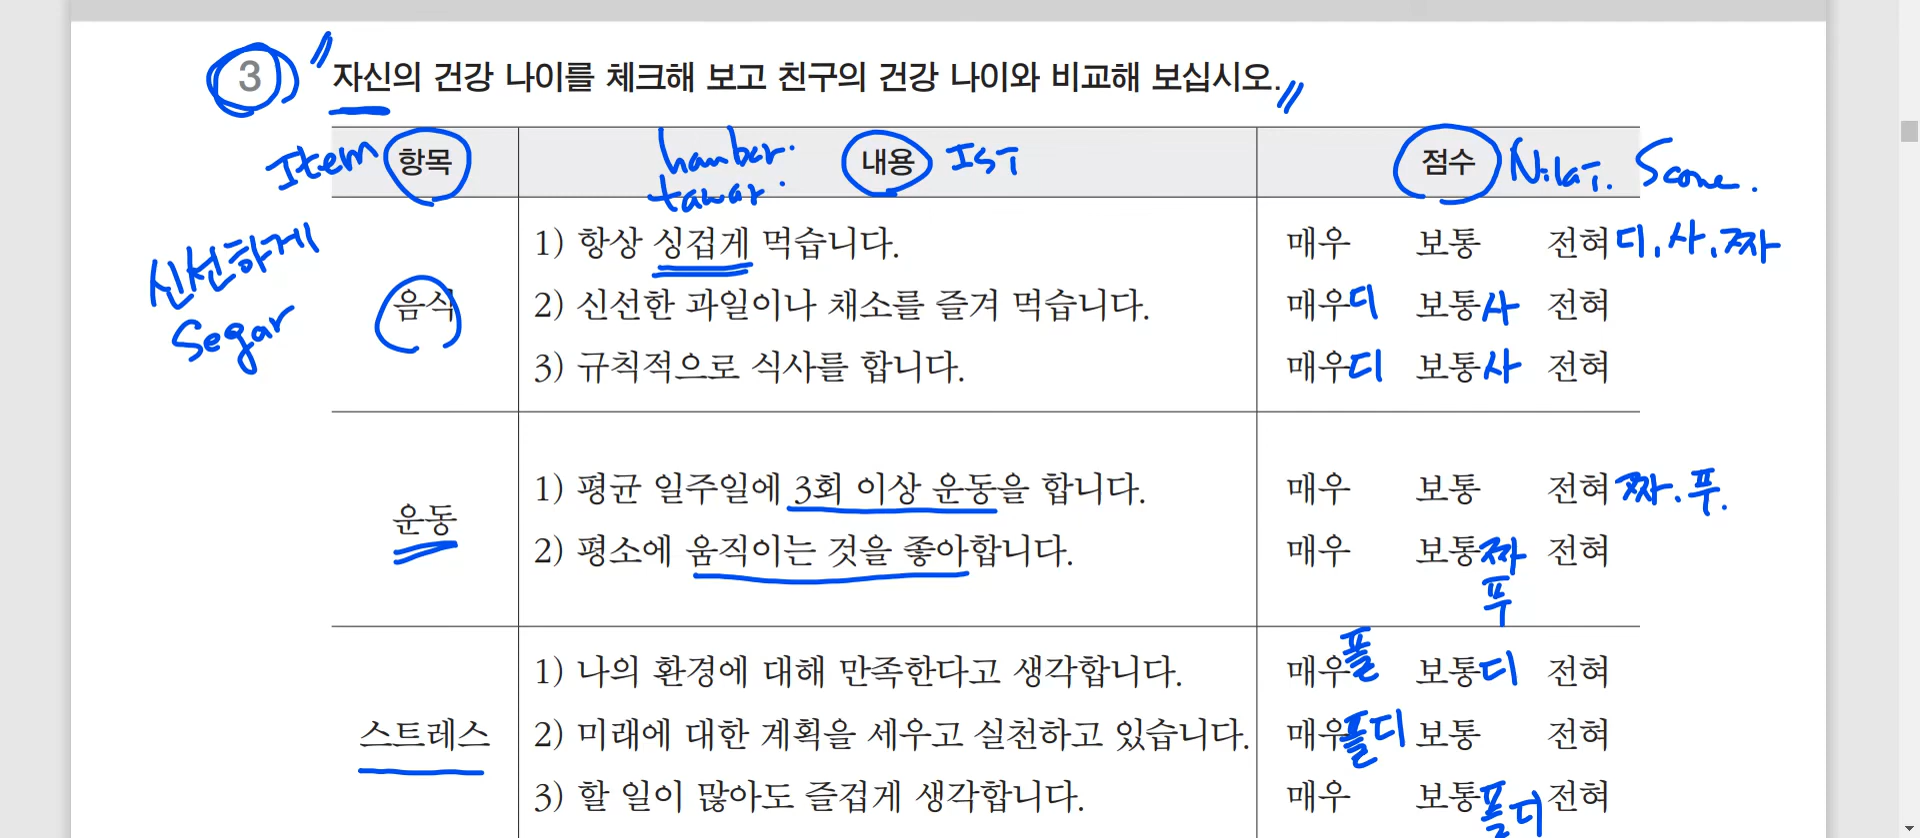 3 자신의 건강 나이를 체크해 보고 친구의 건강 나이와 비교해 보십시오.
Item 항목 hambar. tawar. 내용 IST 점수 Nilai. Score.
신선하게
Segar
음식
1) 항상 싱겁게 먹습니다. 매우 보통 전혀 디.사.짜
2) 신선한 과일이나 채소를 즐겨 먹습니다. 매우 디 보통 사 전혀
3) 규칙적으로 식사를 합니다. 매우 디 보통 사 전혀
운동
1) 평균 일주일에 3회 이상 운동을 합니다. 매우 보통 전혀 짜.푸.
2) 평소에 움직이는 것을 좋아합니다. 매우 보통 짜 푸 전혀
스트레스
1) 나의 환경에 대해 만족한다고 생각합니다. 매우 보통 디 전혀
2) 미래에 대한 계획을 세우고 실천하고 있습니다. 매우 디 보통 전혀
3) 할 일이 많아도 즐겁게 생각합니다. 매우 보통 디 전혀